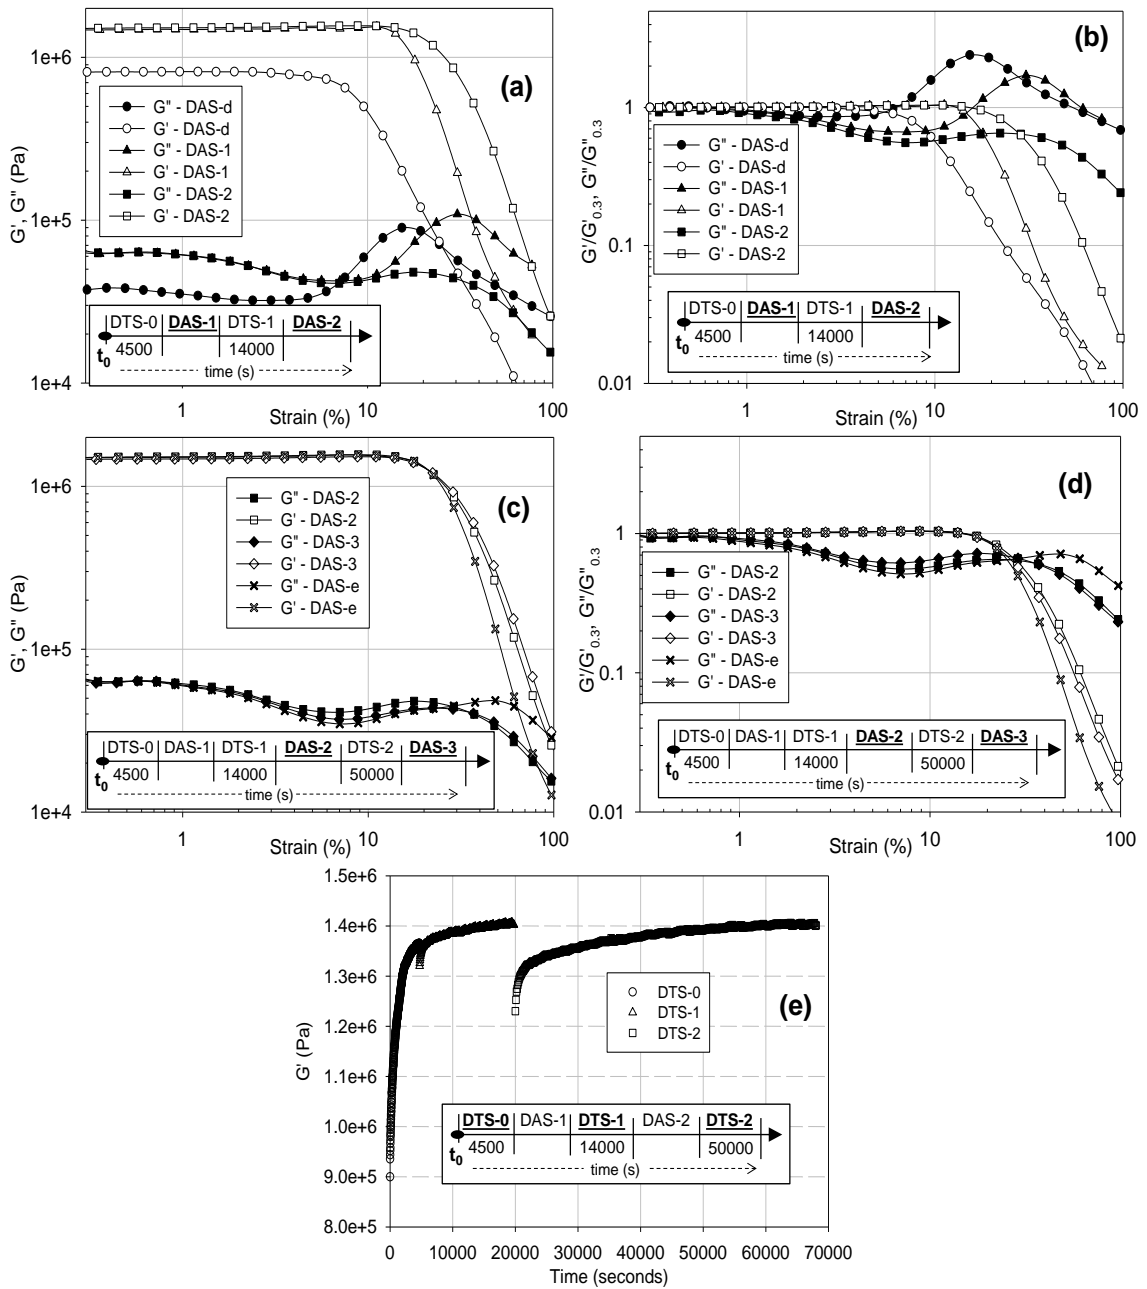 (a)
1e+6
1e+5
1e+4
G', G" (Pa)
G" - DAS-d
G' - DAS-d
G" - DAS-1
G' - DAS-1
G" - DAS-2
G' - DAS-2
DTS-0 DAS-1 DTS-1 DAS-2
t0 4500 14000
time (s)
1 10 100
Strain (%)
(b)
1
0.1
0.01
G'/G'0.3, G"/G"0.3
G" - DAS-d
G' - DAS-d
G" - DAS-1
G' - DAS-1
G" - DAS-2
G' - DAS-2
DTS-0 DAS-1 DTS-1 DAS-2
t0 4500 14000
time (s)
1 10 100
Strain (%)
(c)
1e+6
1e+5
1e+4
G', G" (Pa)
G" - DAS-2
G' - DAS-2
G" - DAS-3
G' - DAS-3
G" - DAS-e
G' - DAS-e
DTS-0 DAS-1 DTS-1 DAS-2 DTS-2 DAS-3
t0 4500 14000 50000
time (s)
1 10 100
Strain (%)
(d)
1
0.1
0.01
G'/G'0.3, G"/G"0.3
G" - DAS-2
G' - DAS-2
G" - DAS-3
G' - DAS-3
G" - DAS-e
G' - DAS-e
DTS-0 DAS-1 DTS-1 DAS-2 DTS-2 DAS-3
t0 4500 14000 50000
time (s)
1 10 100
Strain (%)
(e)
1.5e+6
1.4e+6
1.3e+6
1.2e+6
1.1e+6
1.0e+6
9.0e+5
8.0e+5
G' (Pa)
DTS-0
DTS-1
DTS-2
DTS-0 DAS-1 DTS-1 DAS-2 DTS-2
t0 4500 14000 50000
time (s)
0 10000 20000 30000 40000 50000 60000 70000
Time (seconds)